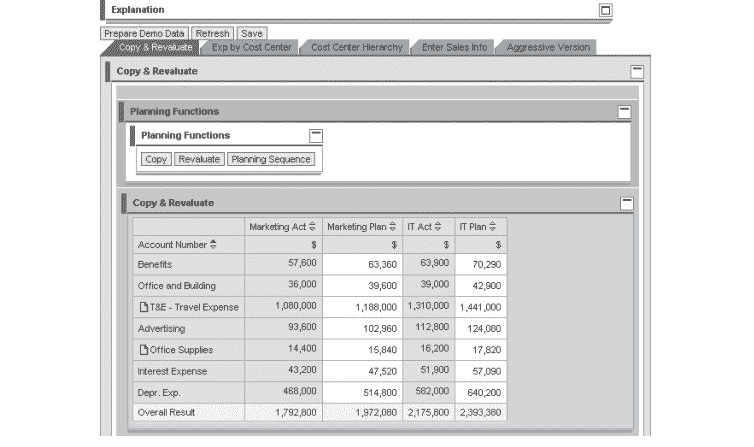 Explanation
Prepare Demo Data Refresh Save
Copy & Revaluate Exp by Cost Center Cost Center Hierarchy Enter Sales Info Aggressive Version
Copy & Revaluate
Planning Functions
Planning Functions
Copy Revaluate Planning Sequence
Copy & Revaluate
Marketing Act Marketing Plan IT Act IT Plan
Account Number $ $ $ $
Benefits 57,600 63,360 63,900 70,290
Office and Building 36,000 39,600 39,000 42,900
T&E - Travel Expense 1,080,000 1,188,000 1,310,000 1,441,000
Advertising 93,600 102,960 112,800 124,080
Office Supplies 14,400 15,840 16,200 17,820
Interest Expense 43,200 47,520 51,900 57,090
Depr. Exp. 468,000 514,800 582,000 640,200
Overall Result 1,792,800 1,972,080 2,175,800 2,393,380